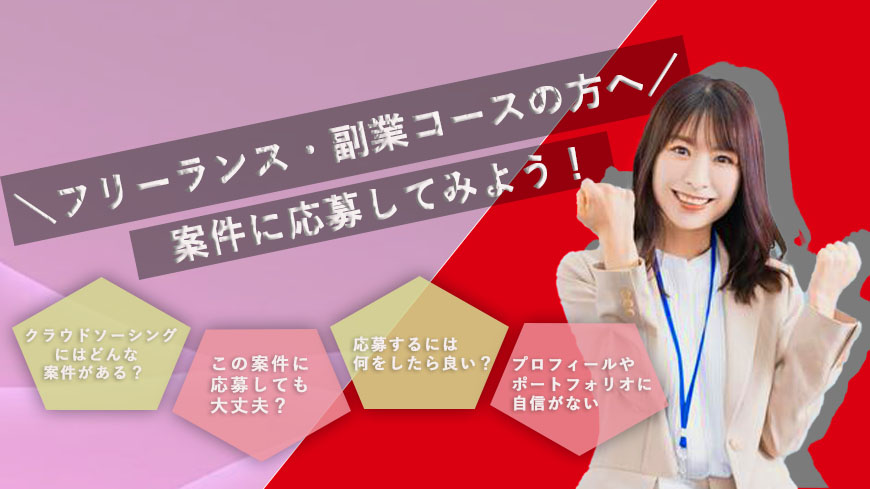 ＼フリーランス・副業コースの方へ／
案件に応募してみよう！
クラウドソーシング
にはどんな
案件がある？
この案件に
応募しても
大丈夫？
応募するには
何をしたら良い？
プロフィールや
ポートフォリオに
自信がない